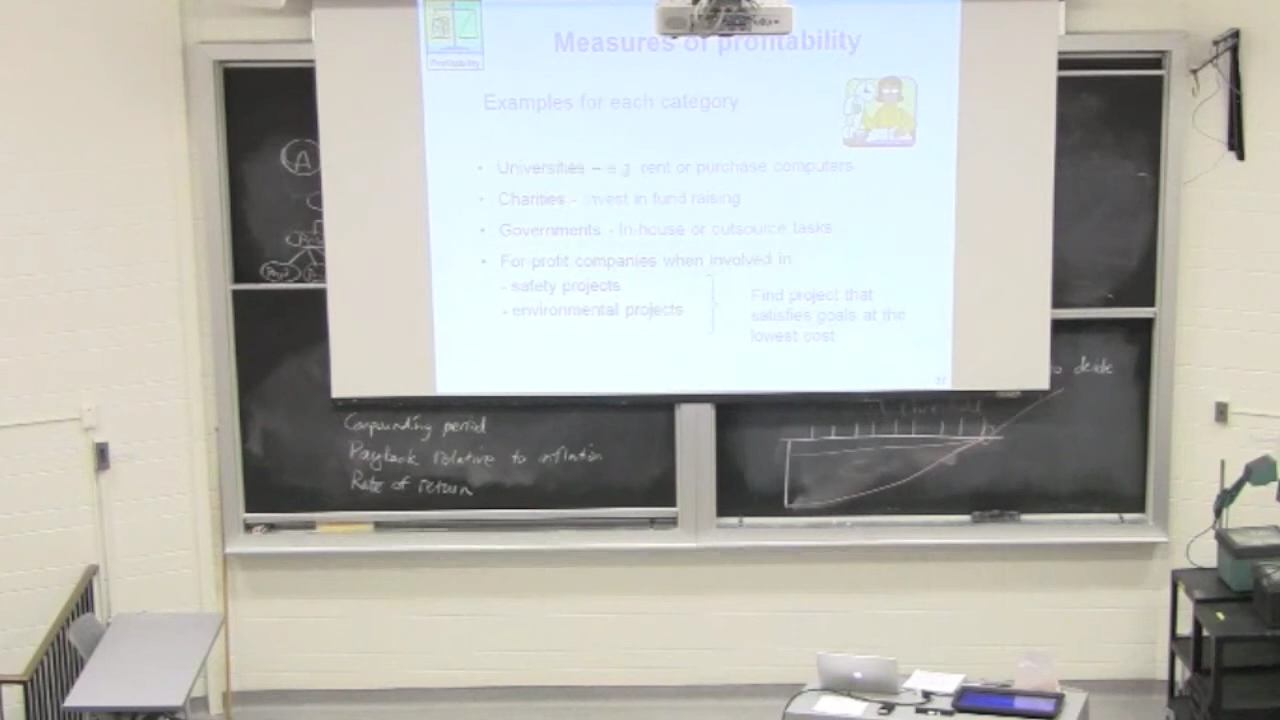 Measures of profitability
Profitability
Examples for each category
• Universities – e.g. rent or purchase computers
• Charities - invest in fund raising
• Governments - In-house or outsource tasks
• For-profit companies when involved in
- safety projects
- environmental projects
Find project that
satisfies goals at the
lowest cost
A
decide
Compounding period
Payback relative to inflation
Rate of return